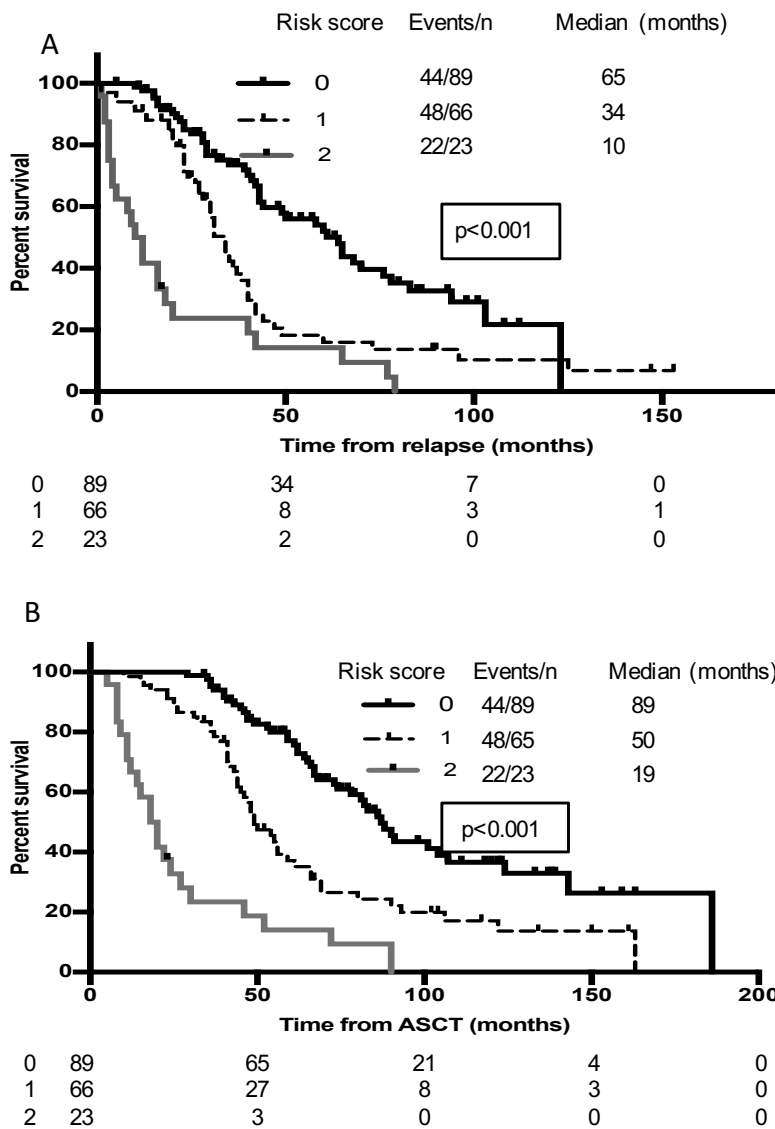 A
Risk score Events/n Median (months)
0 44/89 65
1 48/66 34
2 22/23 10
p<0.001
Percent survival
100
80
60
40
20
0
0 50 100 150
Time from relapse (months)
0 89 34 7 0
1 66 8 3 1
2 23 2 0 0
B
Risk score Events/n Median (months)
0 44/89 89
1 48/65 50
2 22/23 19
p<0.001
Percent survival
100
80
60
40
20
0
0 50 100 150 200
Time from ASCT (months)
0 89 65 21 4 0
1 66 27 8 3 0
2 23 3 0 0 0